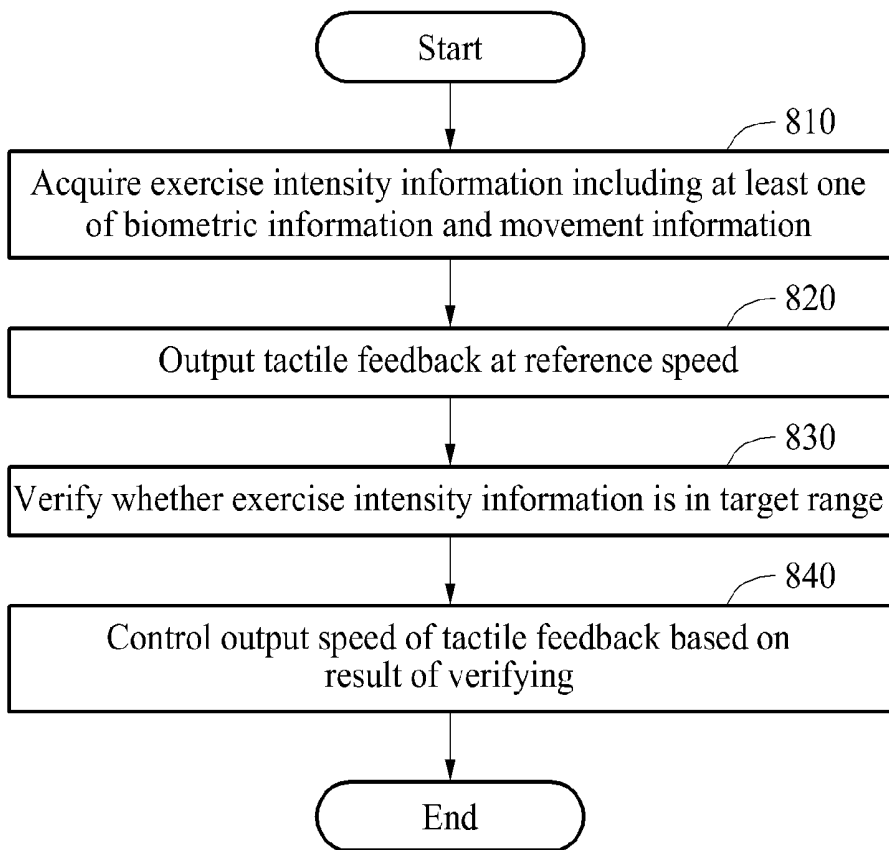 Start
810
Acquire exercise intensity information including at least one
of biometric information and movement information
820
Output tactile feedback at reference speed
830
Verify whether exercise intensity information is in target range
840
Control output speed of tactile feedback based on
result of verifying
End